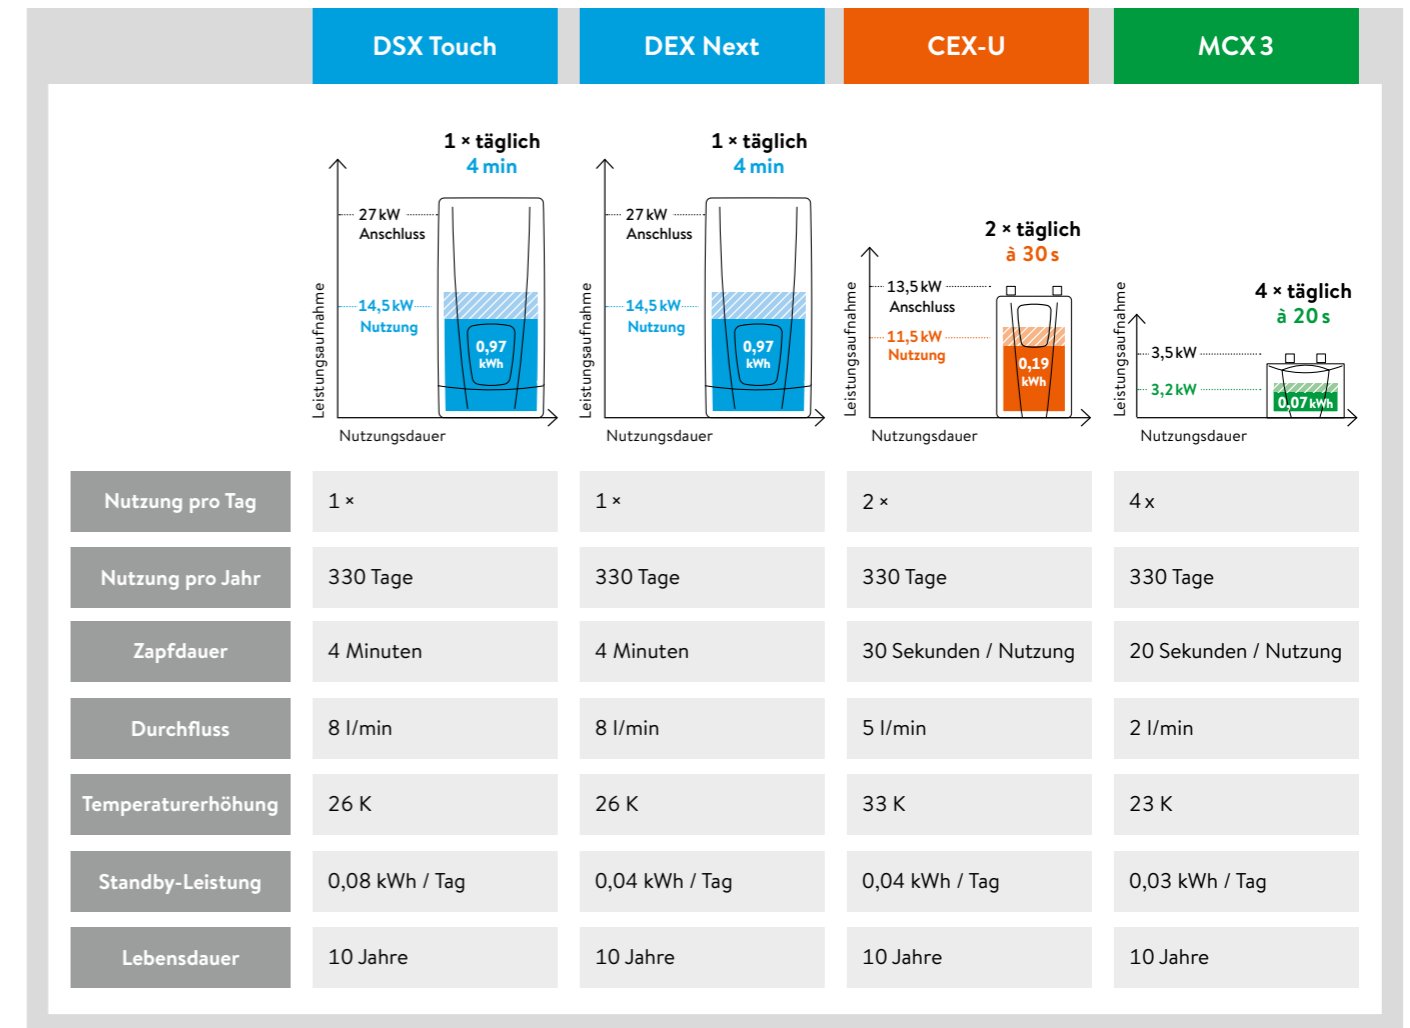 DSX Touch
DEX Next
CEX-U
MCX 3
1 × täglich
4 min
27 kW
Anschluss
14,5 kW
Nutzung
0,97
kWh
Leistungsaufnahme
Nutzungsdauer
1 × täglich
4 min
27 kW
Anschluss
14,5 kW
Nutzung
0,97
kWh
Leistungsaufnahme
Nutzungsdauer
2 × täglich
à 30 s
13,5 kW
Anschluss
11,5 kW
Nutzung
0,19
kWh
Leistungsaufnahme
Nutzungsdauer
4 × täglich
à 20 s
3,5 kW
3,2 kW
0,07 kWh
Leistungsaufnahme
Nutzungsdauer
Nutzung pro Tag
1 ×
1 ×
2 ×
4 x
Nutzung pro Jahr
330 Tage
330 Tage
330 Tage
330 Tage
Zapfdauer
4 Minuten
4 Minuten
30 Sekunden / Nutzung
20 Sekunden / Nutzung
Durchfluss
8 l/min
8 l/min
5 l/min
2 l/min
Temperaturerhöhung
26 K
26 K
33 K
23 K
Standby-Leistung
0,08 kWh / Tag
0,04 kWh / Tag
0,04 kWh / Tag
0,03 kWh / Tag
Lebensdauer
10 Jahre
10 Jahre
10 Jahre
10 Jahre